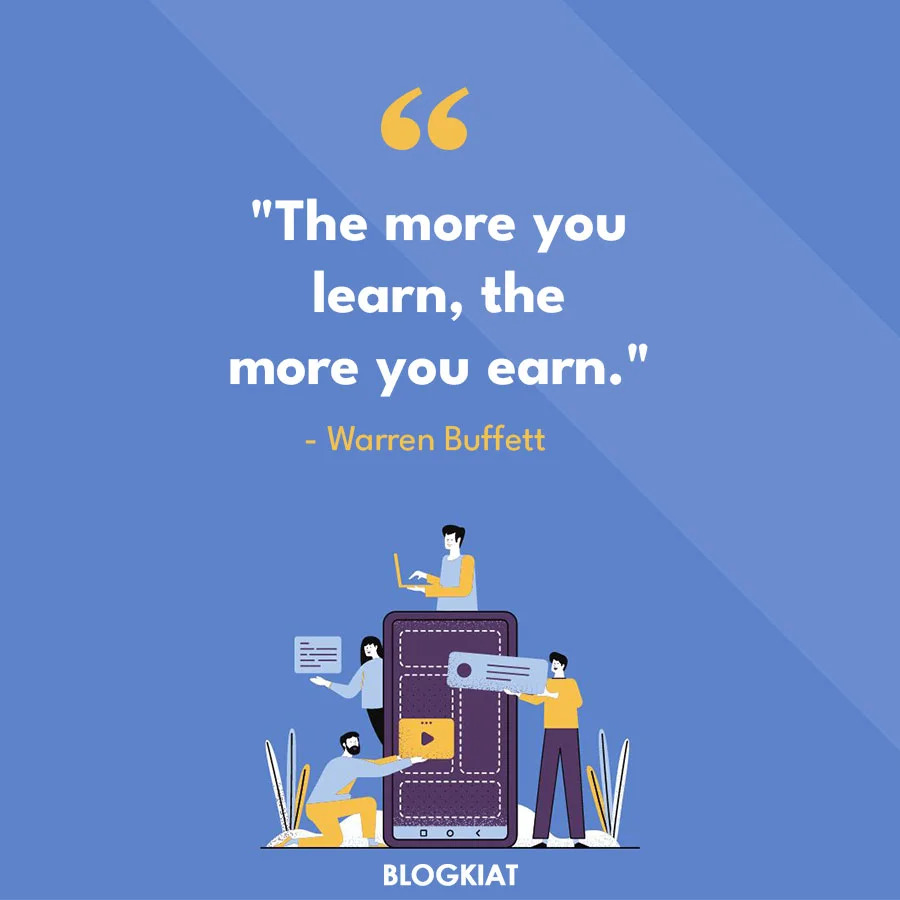 "The more you
learn, the
more you earn."
- Warren Buffett
BLOGKIAT